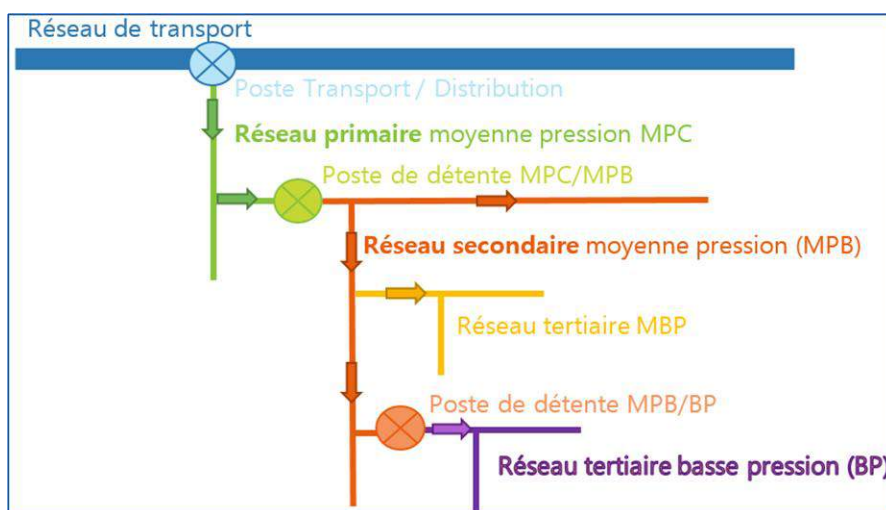 Réseau de transport
Poste Transport / Distribution
Réseau primaire moyenne pression MPC
Poste de détente MPC/MPB
Réseau secondaire moyenne pression (MPB)
Réseau tertiaire MBP
Poste de détente MPB/BP
Réseau tertiaire basse pression (BP)